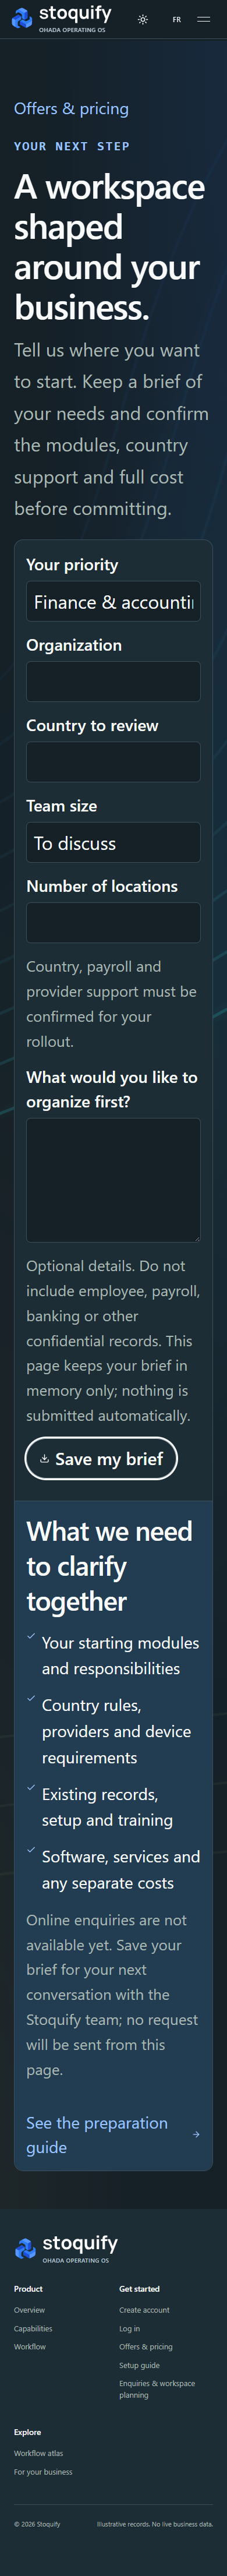 stoquify
OHADA OPERATING OS
FR
Offers & pricing
YOUR NEXT STEP
A workspace
shaped
around your
business.
Tell us where you want
to start. Keep a brief of
your needs and confirm
the modules, country
support and full cost
before committing.
Your priority
Finance & accountin
Organization
Country to review
Team size
To discuss
Number of locations
Country, payroll and
provider support must be
confirmed for your
rollout.
What would you like to
organize first?
Optional details. Do not
include employee, payroll,
banking or other
confidential records. This
page keeps your brief in
memory only; nothing is
submitted automatically.
Save my brief
What we need
to clarify
together
Your starting modules
and responsibilities
Country rules,
providers and device
requirements
Existing records,
setup and training
Software, services and
any separate costs
Online enquiries are not
available yet. Save your
brief for your next
conversation with the
Stoquify team; no request
will be sent from this
page.
See the preparation
guide
stoquify
OHADA OPERATING OS
Product
Overview
Capabilities
Workflow
Get started
Create account
Log in
Offers & pricing
Setup guide
Enquiries & workspace
planning
Explore
Workflow atlas
For your business
© 2026 Stoquify
Illustrative records. No live business data.